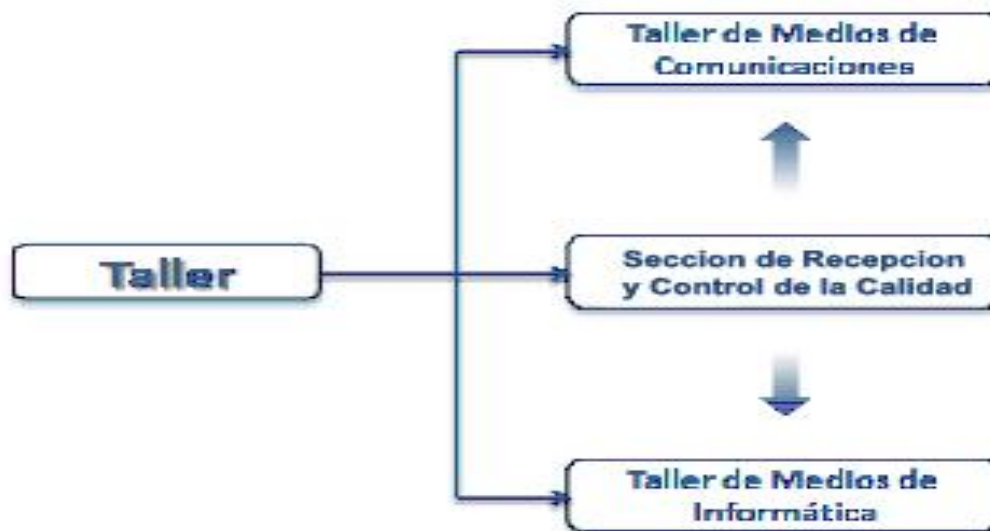 Taller de Medios de
Comunicaciones
Taller
Seccion de Recepcion
y Control de la Calidad
Taller de Medios de
Informática